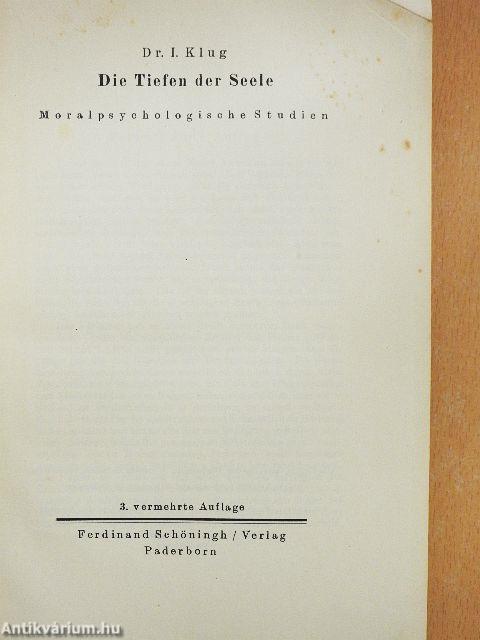 Dr. I. Klug
Die Tiefen der Seele
Moralpsychologische Studien
3. vermehrte Auflage
Ferdinand Schöningh / Verlag
Paderborn
Antikvárium.hu